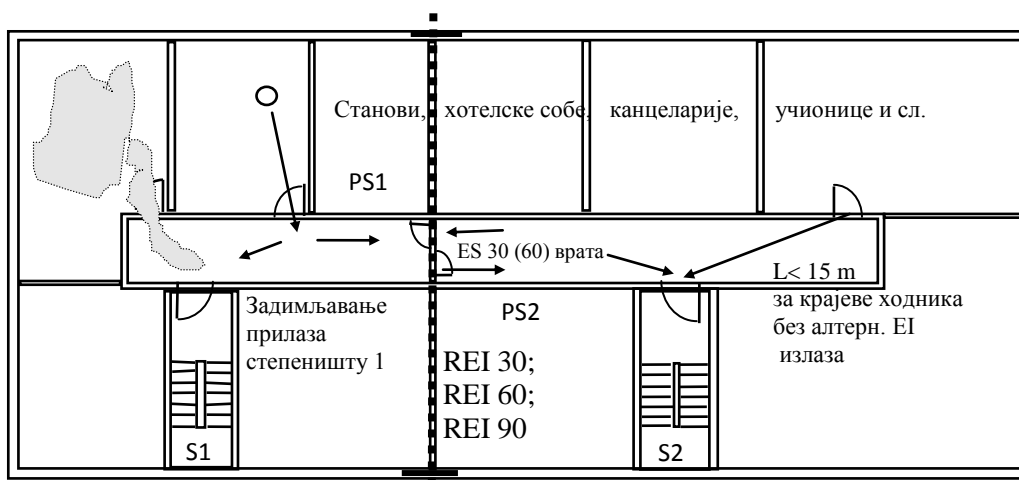 Станови, хотелске собе, канцеларије, учионице и сл.
PS1
ES 30 (60) врата
L< 15 m
за крајеве ходника
без алтерн. EI
излаза
Задимљавање
прилаза
степеништу 1
PS2
REI 30;
REI 60;
REI 90
S1
S2